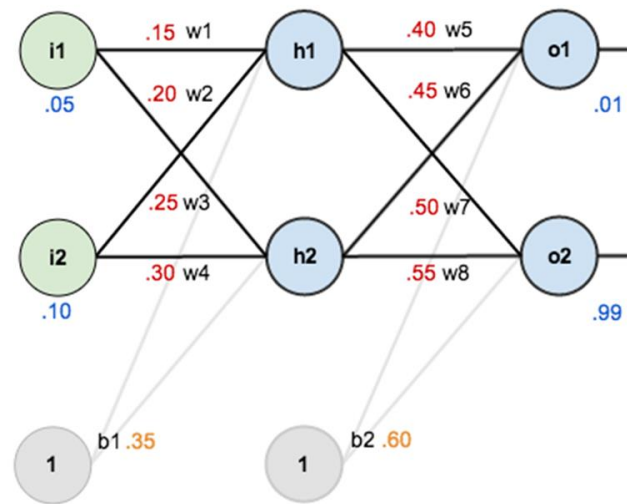 .15 w1 .40 w5
i1 h1 o1
.20 w2 .45 w6
.05 .01
.25 w3 .50 w7
i2 h2 o2
.30 w4 .55 w8
.10 .99
b1 .35 b2 .60
1 1